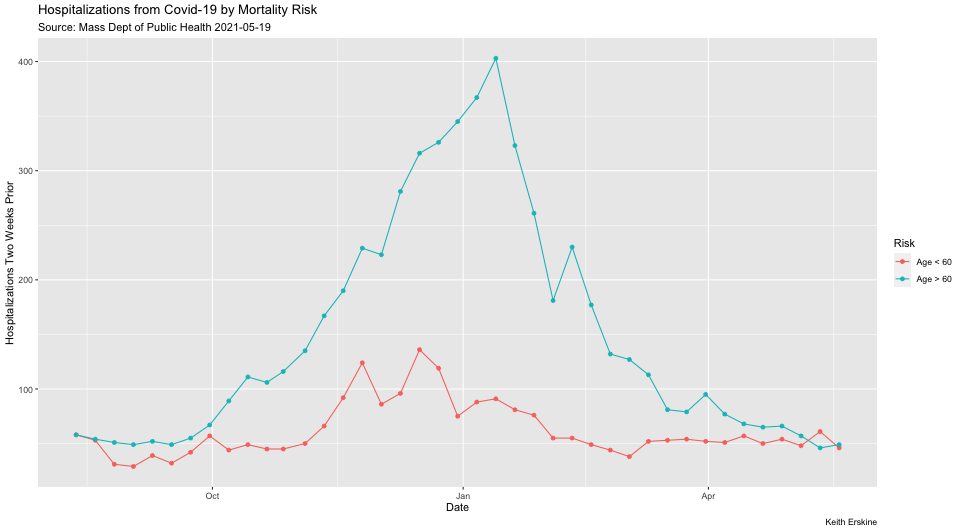 Hospitalizations from Covid-19 by Mortality Risk
Source: Mass Dept of Public Health 2021-05-19
400
300
200
100
Hospitalizations Two Weeks Prior
Oct
Jan
Apr
Date
Risk
Age < 60
Age > 60
Keith Erskine